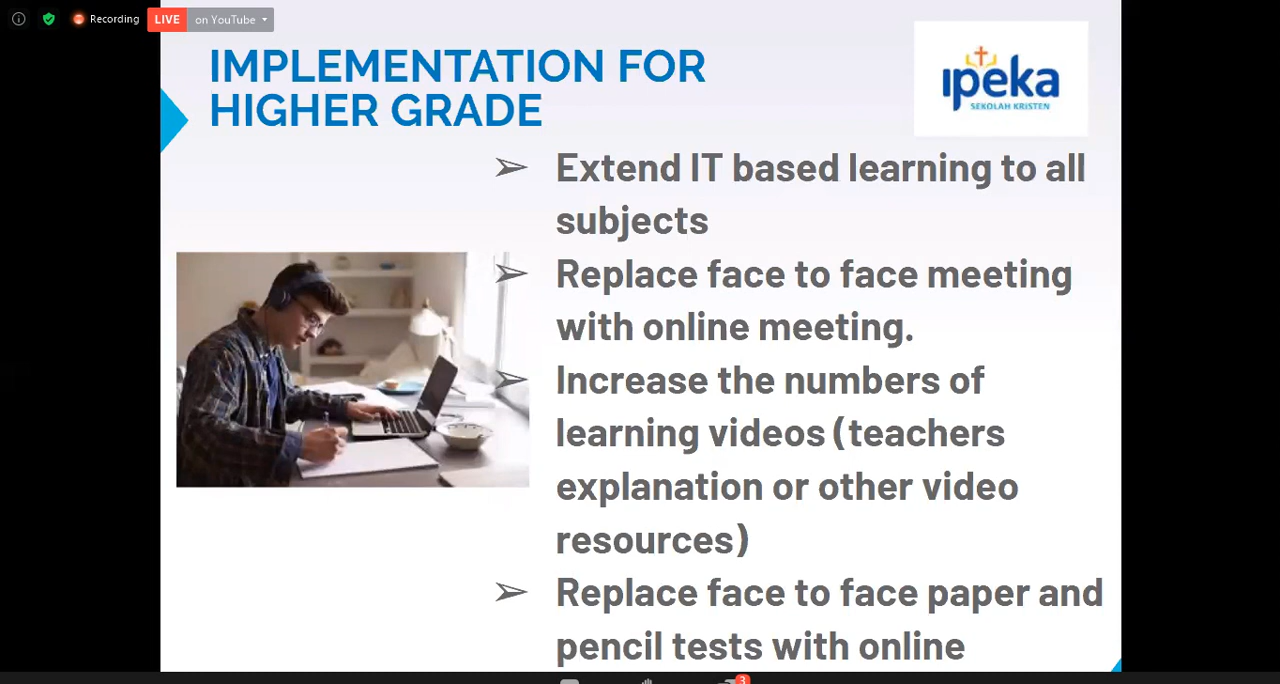 Recording
LIVE on YouTube
IMPLEMENTATION FOR
HIGHER GRADE
ipeka
SEKOLAH KRISTEN
➢ Extend IT based learning to all
subjects
➢ Replace face to face meeting
with online meeting.
➢ Increase the numbers of
learning videos (teachers
explanation or other video
resources)
➢ Replace face to face paper and
pencil tests with online
3